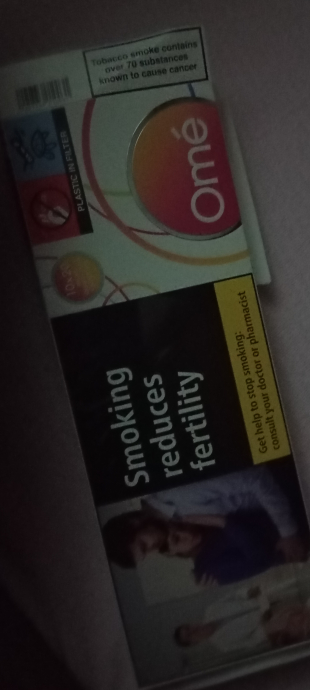 Tobacco smoke contains
over 70 substances
known to cause cancer
PLASTIC IN FILTER
Omé
Smoking
reduces
fertility
Get help to stop smoking:
consult your doctor or pharmacist